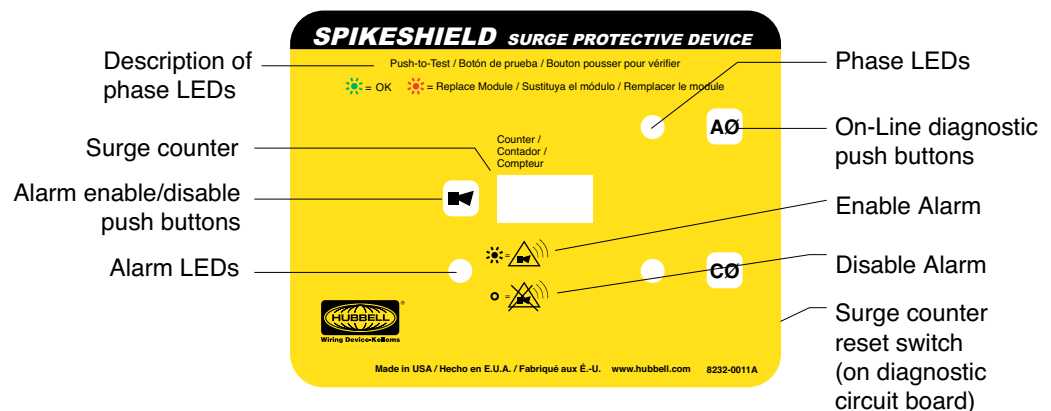 SPIKESHIELD SURGE PROTECTIVE DEVICE
Push-to-Test / Botón de prueba / Bouton pousser pour vérifier
= OK = Replace Module / Sustituya el módulo / Remplacer le module
Description of
phase LEDs
Phase LEDs
AØ
On-Line diagnostic
push buttons
Surge counter
Counter /
Contador /
Compteur
Alarm enable/disable
push buttons
Enable Alarm
=
Alarm LEDs
CØ
Disable Alarm
=
HUBBELL
®
Wiring Device-Kellems
Surge counter
reset switch
(on diagnostic
circuit board)
Made in USA / Hecho en E.U.A. / Fabriqué aux É.-U. www.hubbell.com 8232-0011A